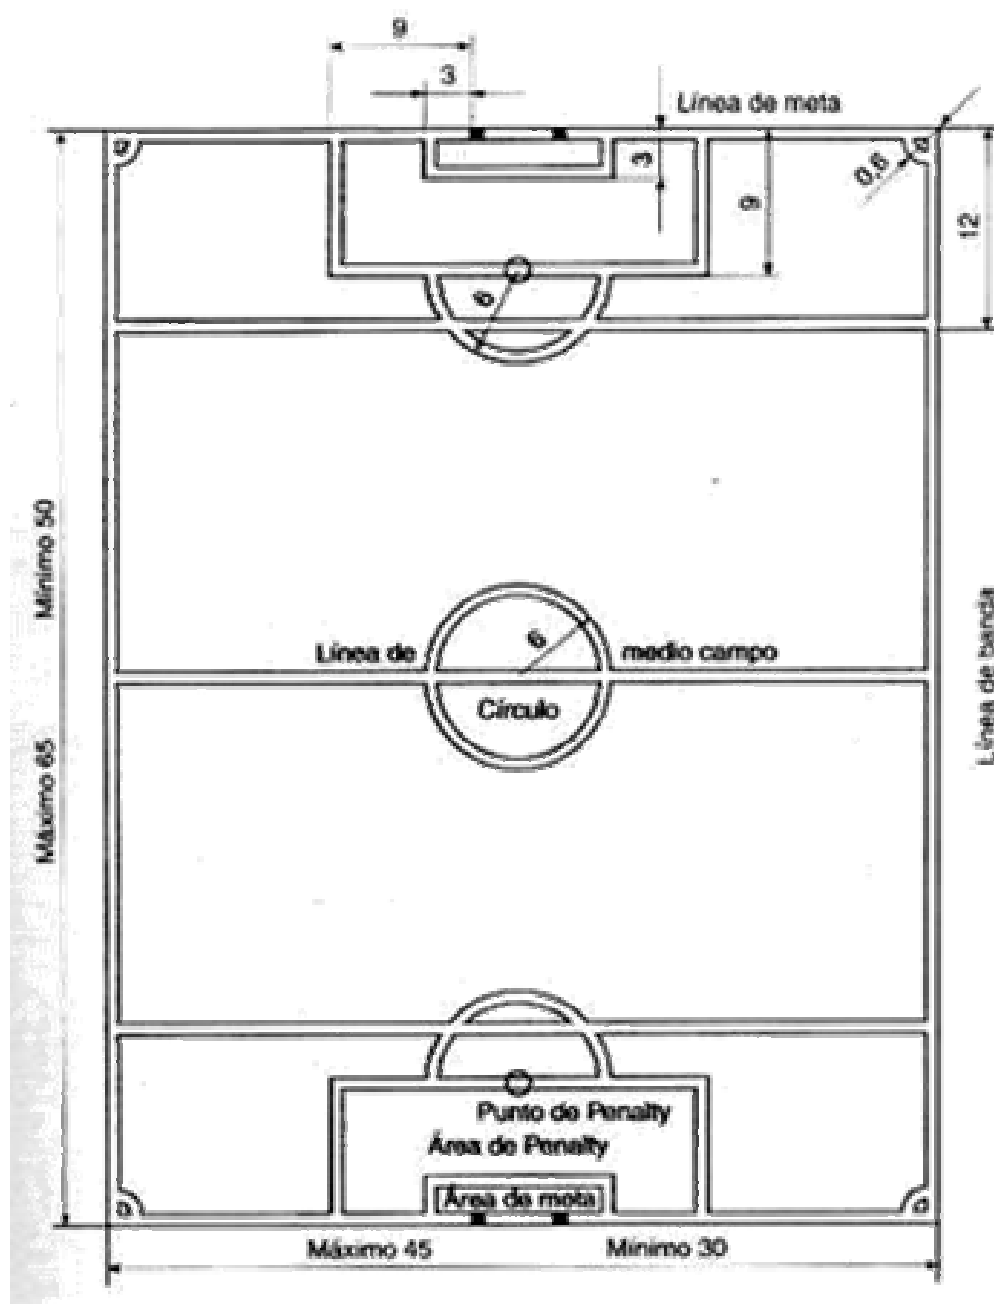 9
3
Línea de meta
3
9
0,6
12
6
Mínimo 50
Línea de banda
6
Línea de
medio campo
Círculo
Máximo 65
Punto de Penalty
Área de Penalty
Área de meta
Máximo 45
Mínimo 30